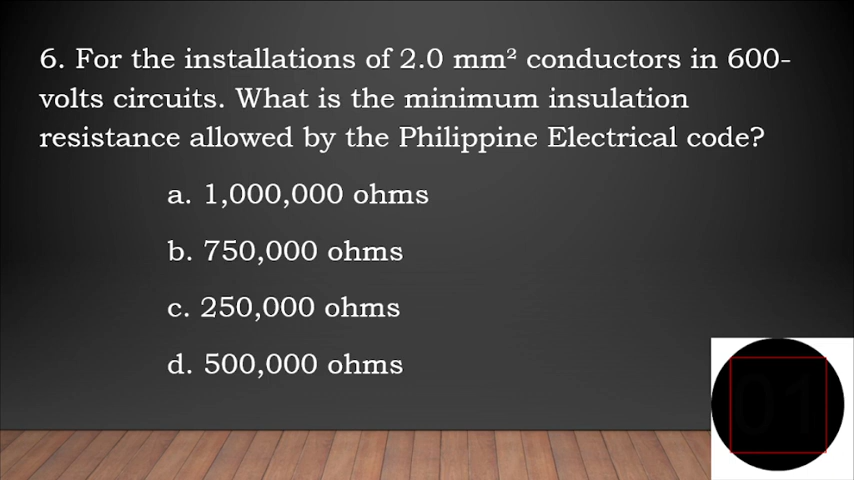 6. For the installations of 2.0 mm² conductors in 600-
volts circuits. What is the minimum insulation
resistance allowed by the Philippine Electrical code?
a. 1,000,000 ohms
b. 750,000 ohms
c. 250,000 ohms
d. 500,000 ohms
01